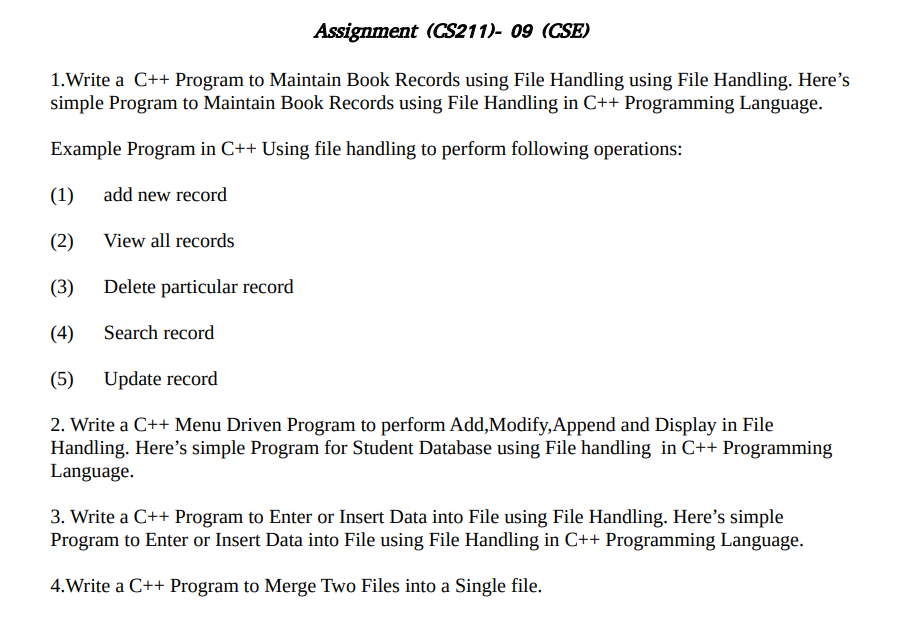 Assignment (CS211)- 09 (CSE)
1.Write a C++ Program to Maintain Book Records using File Handling using File Handling. Here’s
simple Program to Maintain Book Records using File Handling in C++ Programming Language.
Example Program in C++ Using file handling to perform following operations:
(1) add new record
(2) View all records
(3) Delete particular record
(4) Search record
(5) Update record
2. Write a C++ Menu Driven Program to perform Add,Modify,Append and Display in File
Handling. Here’s simple Program for Student Database using File handling in C++ Programming
Language.
3. Write a C++ Program to Enter or Insert Data into File using File Handling. Here’s simple
Program to Enter or Insert Data into File using File Handling in C++ Programming Language.
4.Write a C++ Program to Merge Two Files into a Single file.